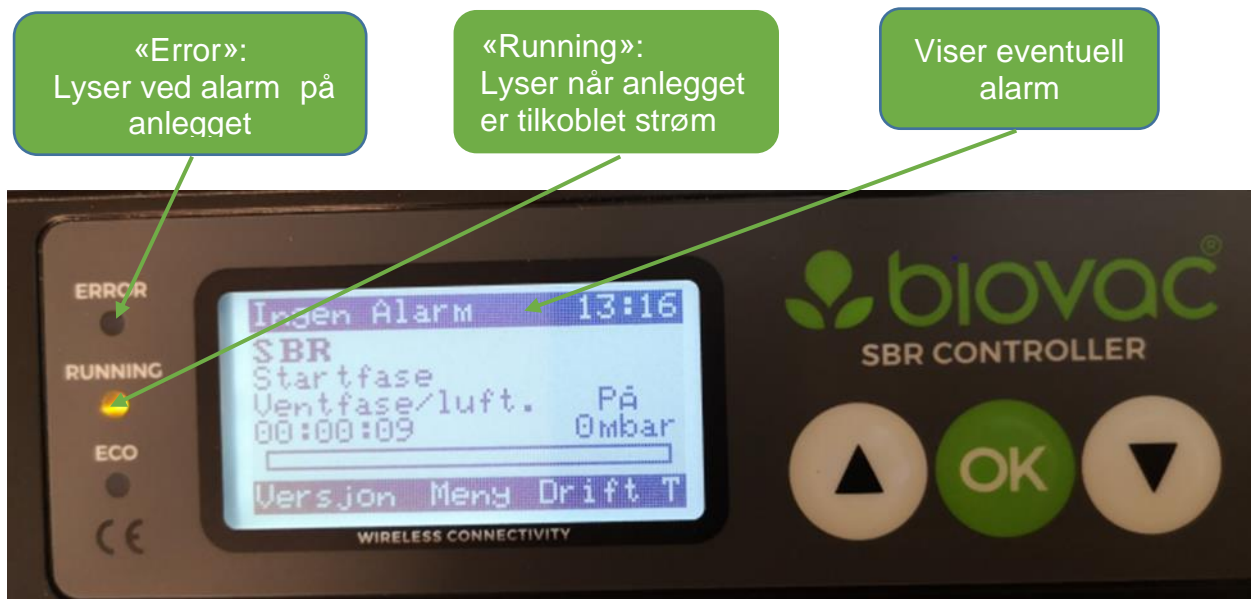 «Error»:
Lyser ved alarm på
anlegget
«Running»:
Lyser når anlegget
er tilkoblet strøm
Viser eventuell
alarm
ERROR
RUNNING
ECO
CE
Ingen Alarm 13:16
SBR
Startfase
Ventfase/luft. På
00:00:09 0mbar
Versjon Meny Drift T
WIRELESS CONNECTIVITY
biovac®
SBR CONTROLLER
OK